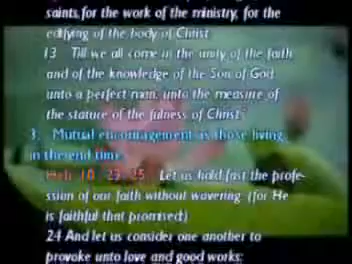 saints, for the work of the ministry, for the
edifying of the body of Christ
13 Till we all come in the unity of the faith
and of the knowledge of the Son of God
unto a perfect man, unto the measure of
the stature of the fulness of Christ
3. Mutual encouragement is those living
in the end time
Heb 10 23, 25 Let us hold fast the profe-
ssion of our faith without wavering (for He
is faithful that promised)
24 And let us consider one another to
provoke unto love and good works: